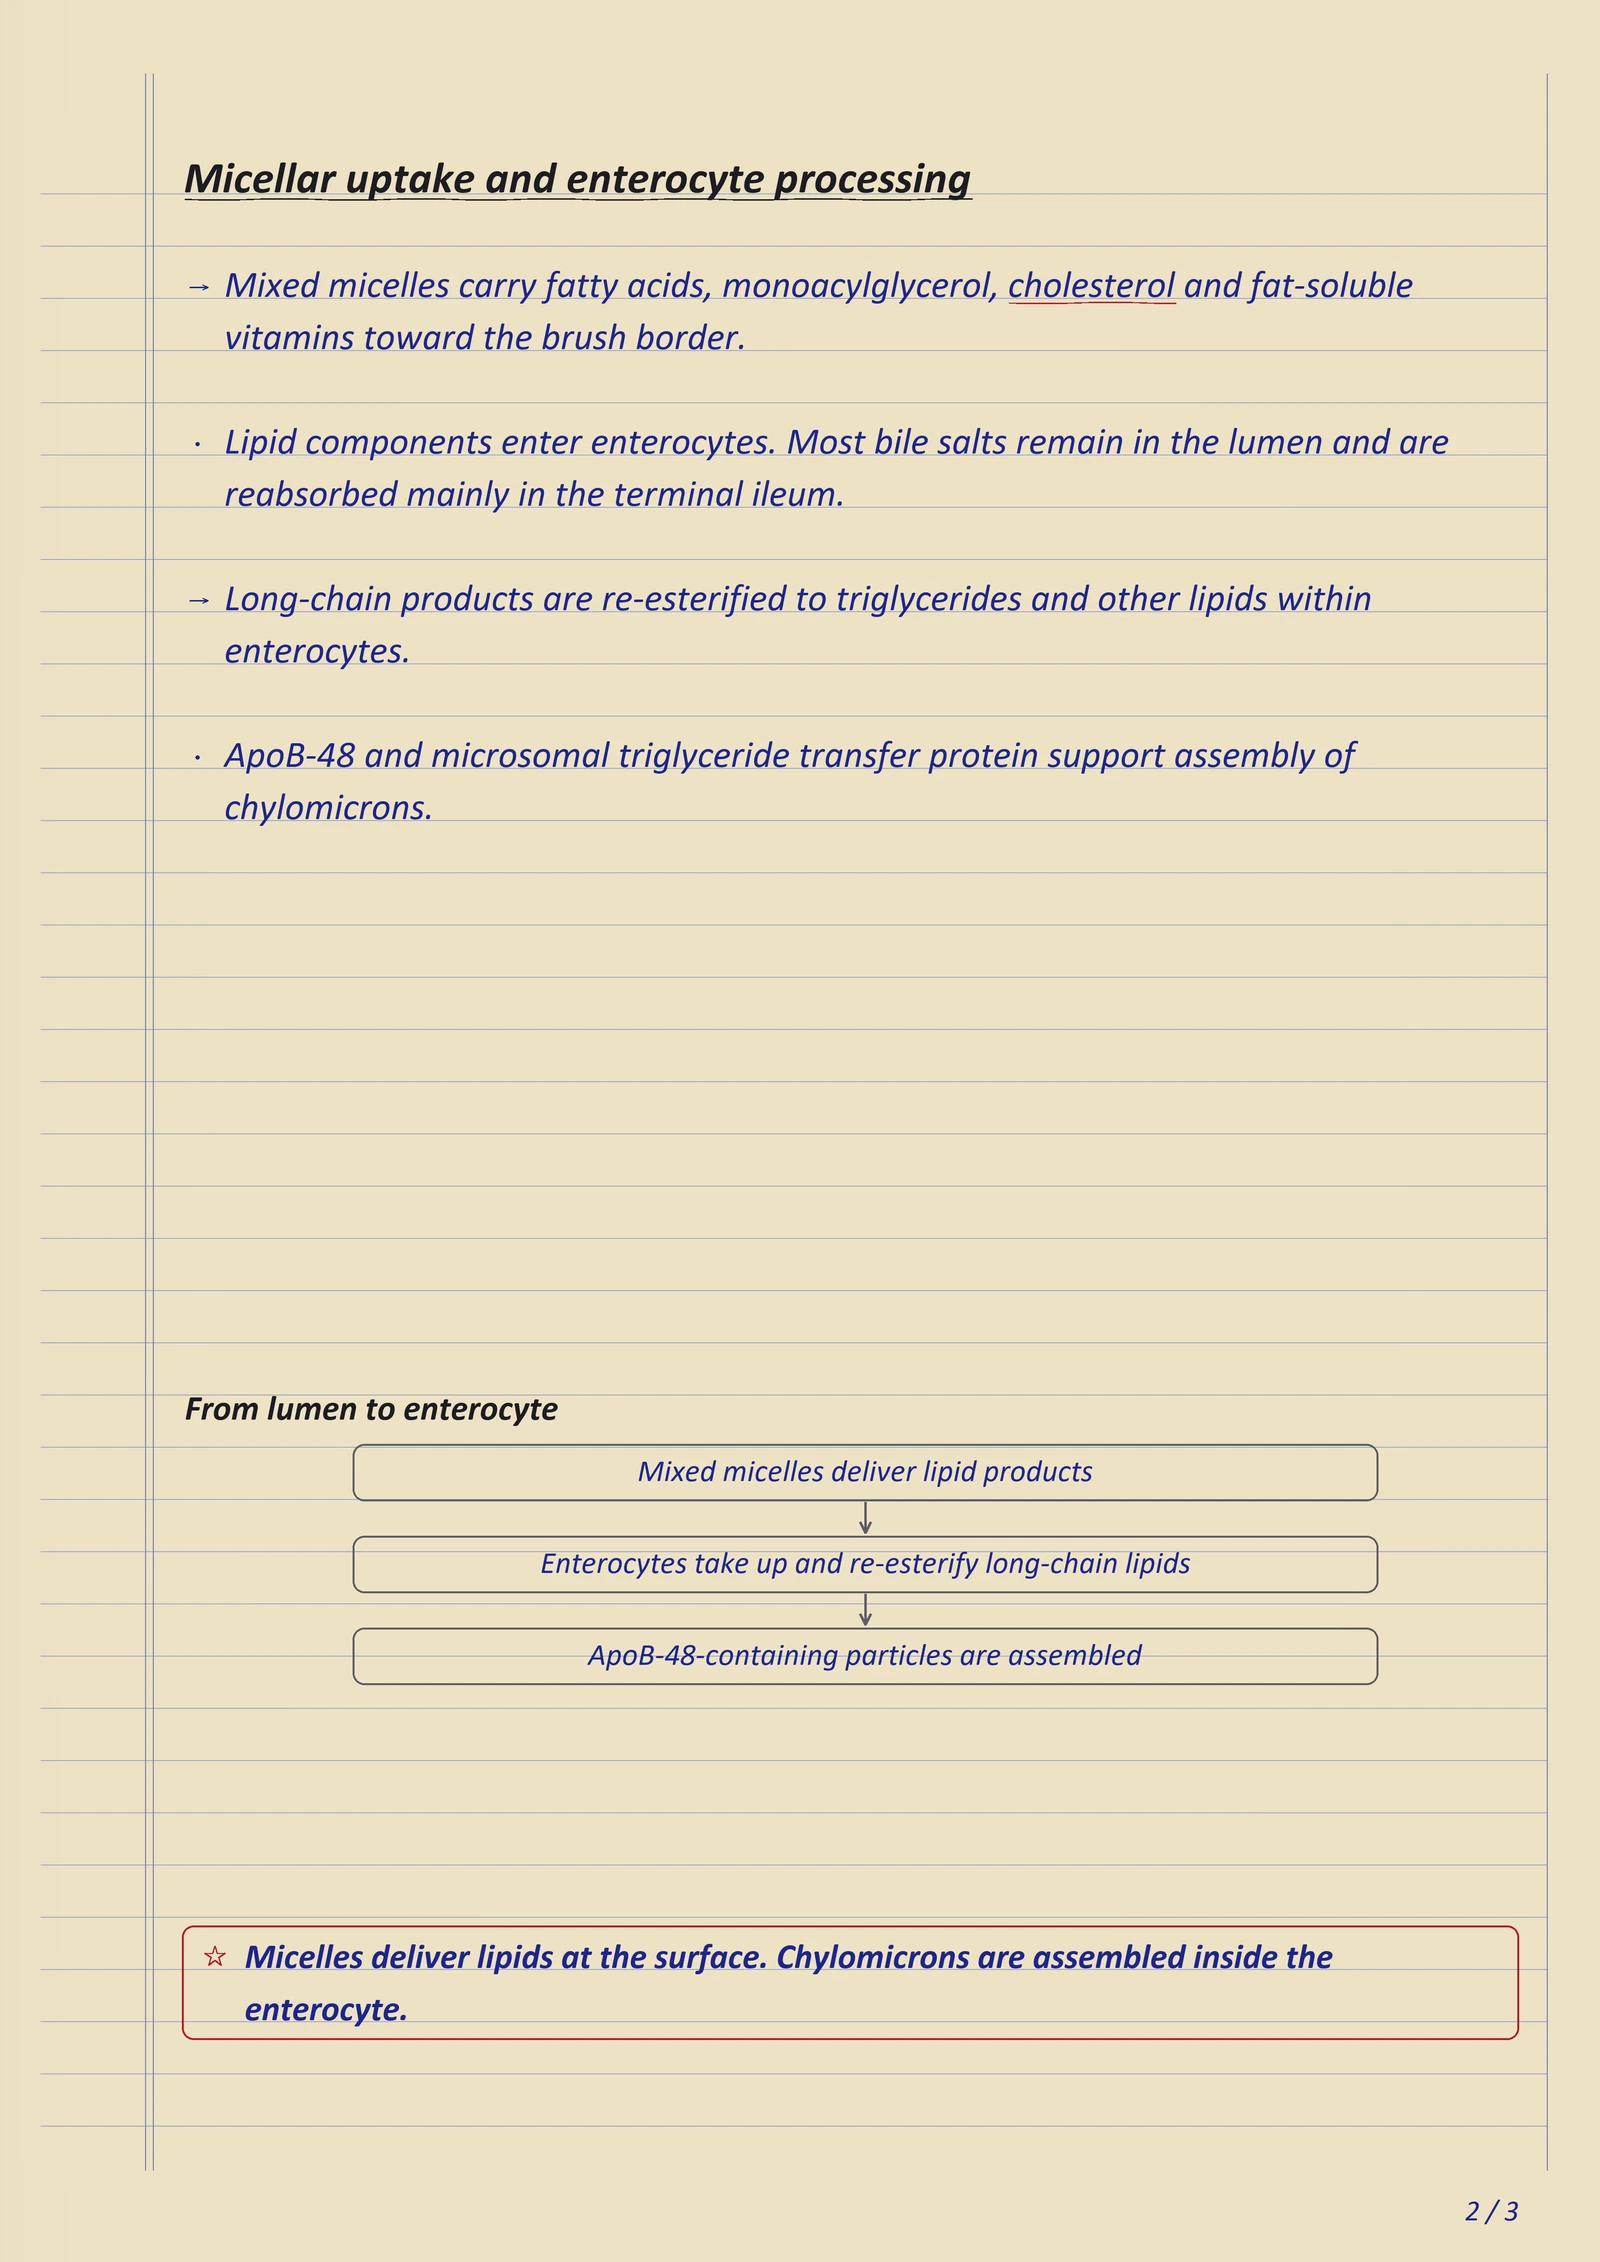 Micellar uptake and enterocyte processing
→ Mixed micelles carry fatty acids, monoacylglycerol, cholesterol and fat-soluble
vitamins toward the brush border.
· Lipid components enter enterocytes. Most bile salts remain in the lumen and are
reabsorbed mainly in the terminal ileum.
→ Long-chain products are re-esterified to triglycerides and other lipids within
enterocytes.
· ApoB-48 and microsomal triglyceride transfer protein support assembly of
chylomicrons.
From lumen to enterocyte
Mixed micelles deliver lipid products
Enterocytes take up and re-esterify long-chain lipids
ApoB-48-containing particles are assembled
☆ Micelles deliver lipids at the surface. Chylomicrons are assembled inside the
enterocyte.
2 / 3